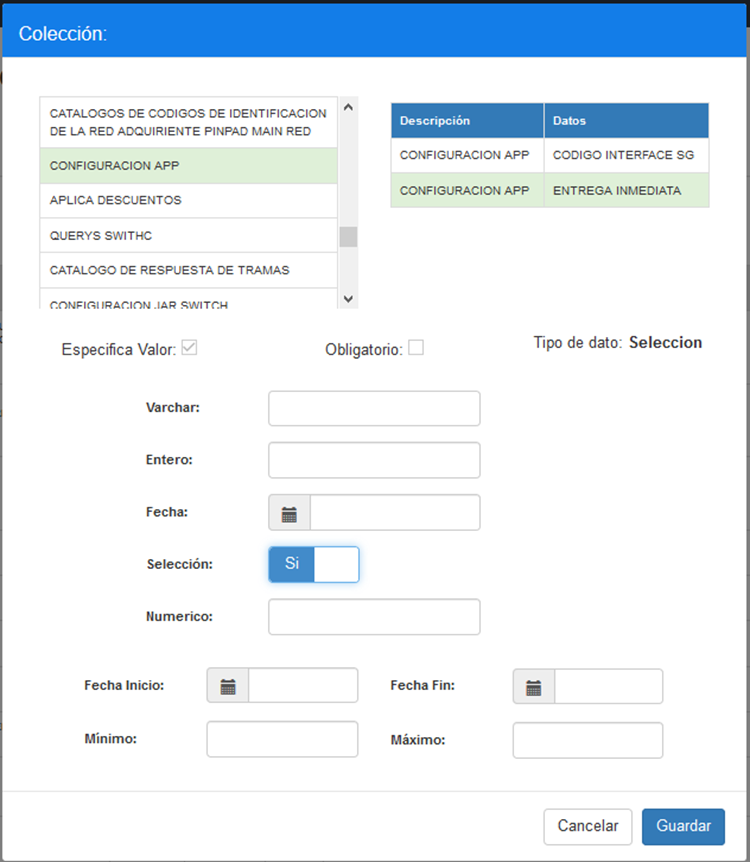 Colección:
CATALOGOS DE CODIGOS DE IDENTIFICACION
DE LA RED ADQUIRIENTE PINPAD MAIN RED
CONFIGURACION APP
APLICA DESCUENTOS
QUERYS SWITHC
CATALOGO DE RESPUESTA DE TRAMAS
CONFIGURACION JAR SWITCH
Descripción Datos
CONFIGURACION APP CODIGO INTERFACE SG
CONFIGURACION APP ENTREGA INMEDIATA
Especifica Valor: Obligatorio: Tipo de dato: Seleccion
Varchar:
Entero:
Fecha:
Selección: Si
Numerico:
Fecha Inicio: Fecha Fin:
Mínimo: Máximo:
Cancelar Guardar